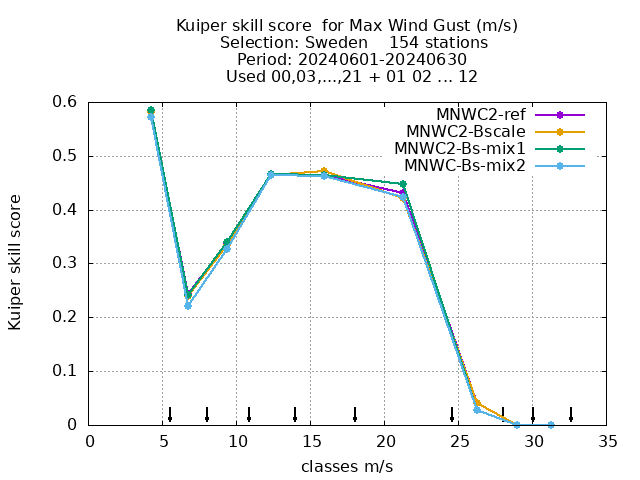 Kuiper skill score  for Max Wind Gust (m/s)
Selection: Sweden    154 stations
Period: 20240601-20240630
Used 00,03,...,21 + 01 02 ... 12
MNWC2-ref
MNWC2-Bscale
MNWC2-Bs-mix1
MNWC-Bs-mix2
Kuiper skill score
0.6
0.5
0.4
0.3
0.2
0.1
0
0 5 10 15 20 25 30 35
classes m/s